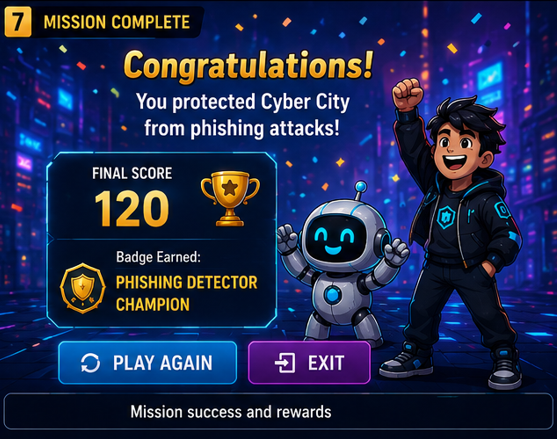 7 MISSION COMPLETE
Congratulations!
You protected Cyber City
from phishing attacks!
FINAL SCORE
120
Badge Earned:
PHISHING DETECTOR
CHAMPION
PLAY AGAIN
EXIT
Mission success and rewards